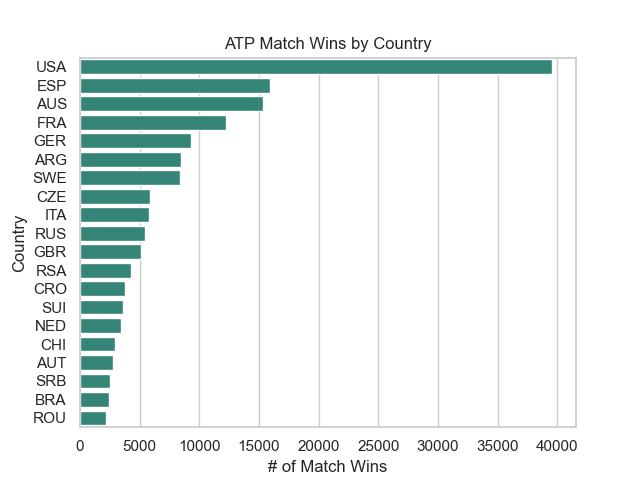 ATP Match Wins by Country
USA
ESP
AUS
FRA
GER
ARG
SWE
CZE
ITA
RUS
GBR
RSA
CRO
SUI
NED
CHI
AUT
SRB
BRA
ROU
Country
0 5000 10000 15000 20000 25000 30000 35000 40000
# of Match Wins